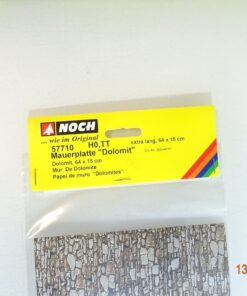 NOCH
... wie im Original
57710 H0,TT extra lang, 64 x 15 cm
Mauerplatte "Dolomit"
Dolomit, 64 x 15 cm
Mur De Dolomite
Papel de muro "Dolomites"
13